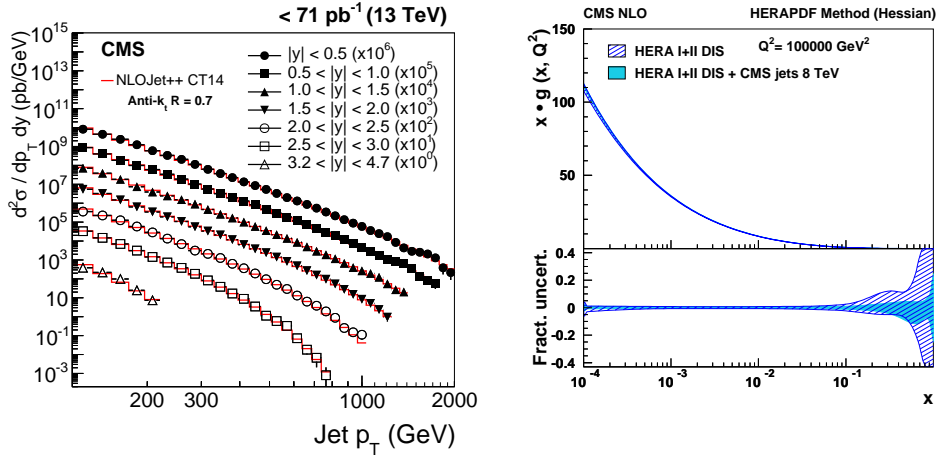 < 71 pb⁻¹ (13 TeV)
d²σ / dp_T dy (pb/GeV)
10¹⁵
10¹³
10¹¹
10⁹
10⁷
10⁵
10³
10
10⁻¹
10⁻³
CMS
NLOJet++ CT14
Anti-k_t R = 0.7
|y| < 0.5 (x10⁶)
0.5 < |y| < 1.0 (x10⁵)
1.0 < |y| < 1.5 (x10⁴)
1.5 < |y| < 2.0 (x10³)
2.0 < |y| < 2.5 (x10²)
2.5 < |y| < 3.0 (x10¹)
3.2 < |y| < 4.7 (x10⁰)
200 300 1000 2000
Jet p_T (GeV)
CMS NLO HERAPDF Method (Hessian)
x • g (x, Q²)
150
100
50
Q²= 100000 GeV²
HERA I+II DIS
HERA I+II DIS + CMS jets 8 TeV
Fract. uncert.
0.4
0.2
0
-0.2
-0.4
10⁻⁴ 10⁻³ 10⁻² 10⁻¹
x